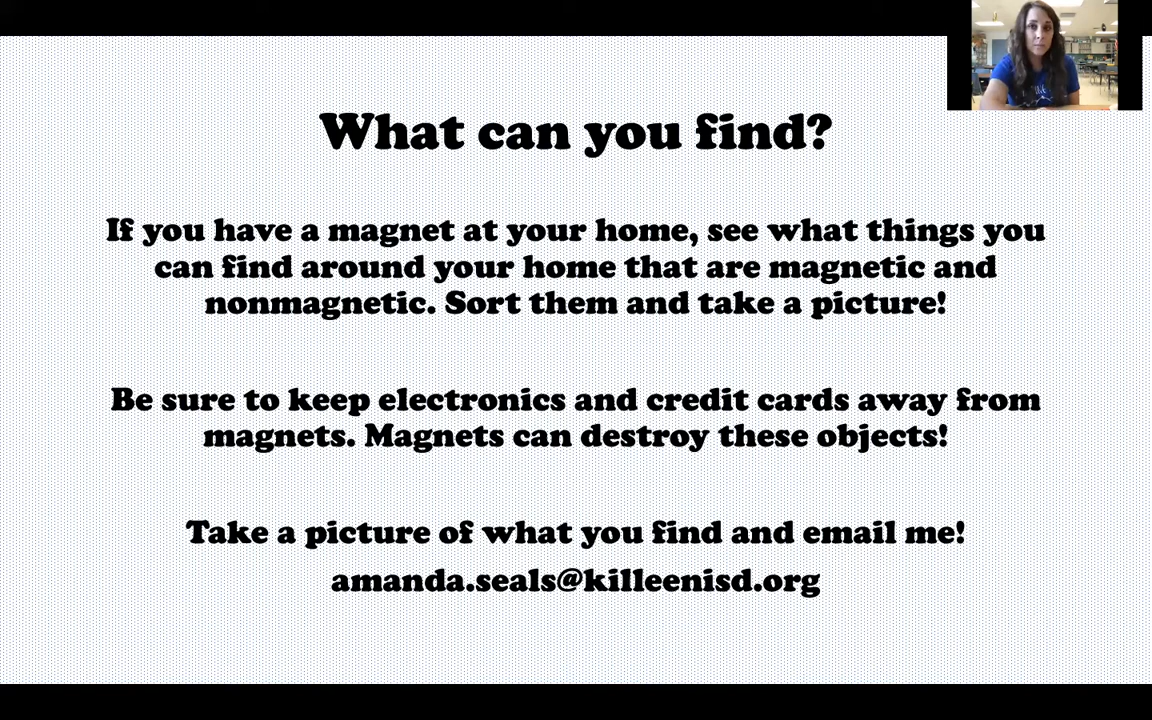 What can you find?
If you have a magnet at your home, see what things you
can find around your home that are magnetic and
nonmagnetic. Sort them and take a picture!
Be sure to keep electronics and credit cards away from
magnets. Magnets can destroy these objects!
Take a picture of what you find and email me!
amanda.seals@killeenisd.org